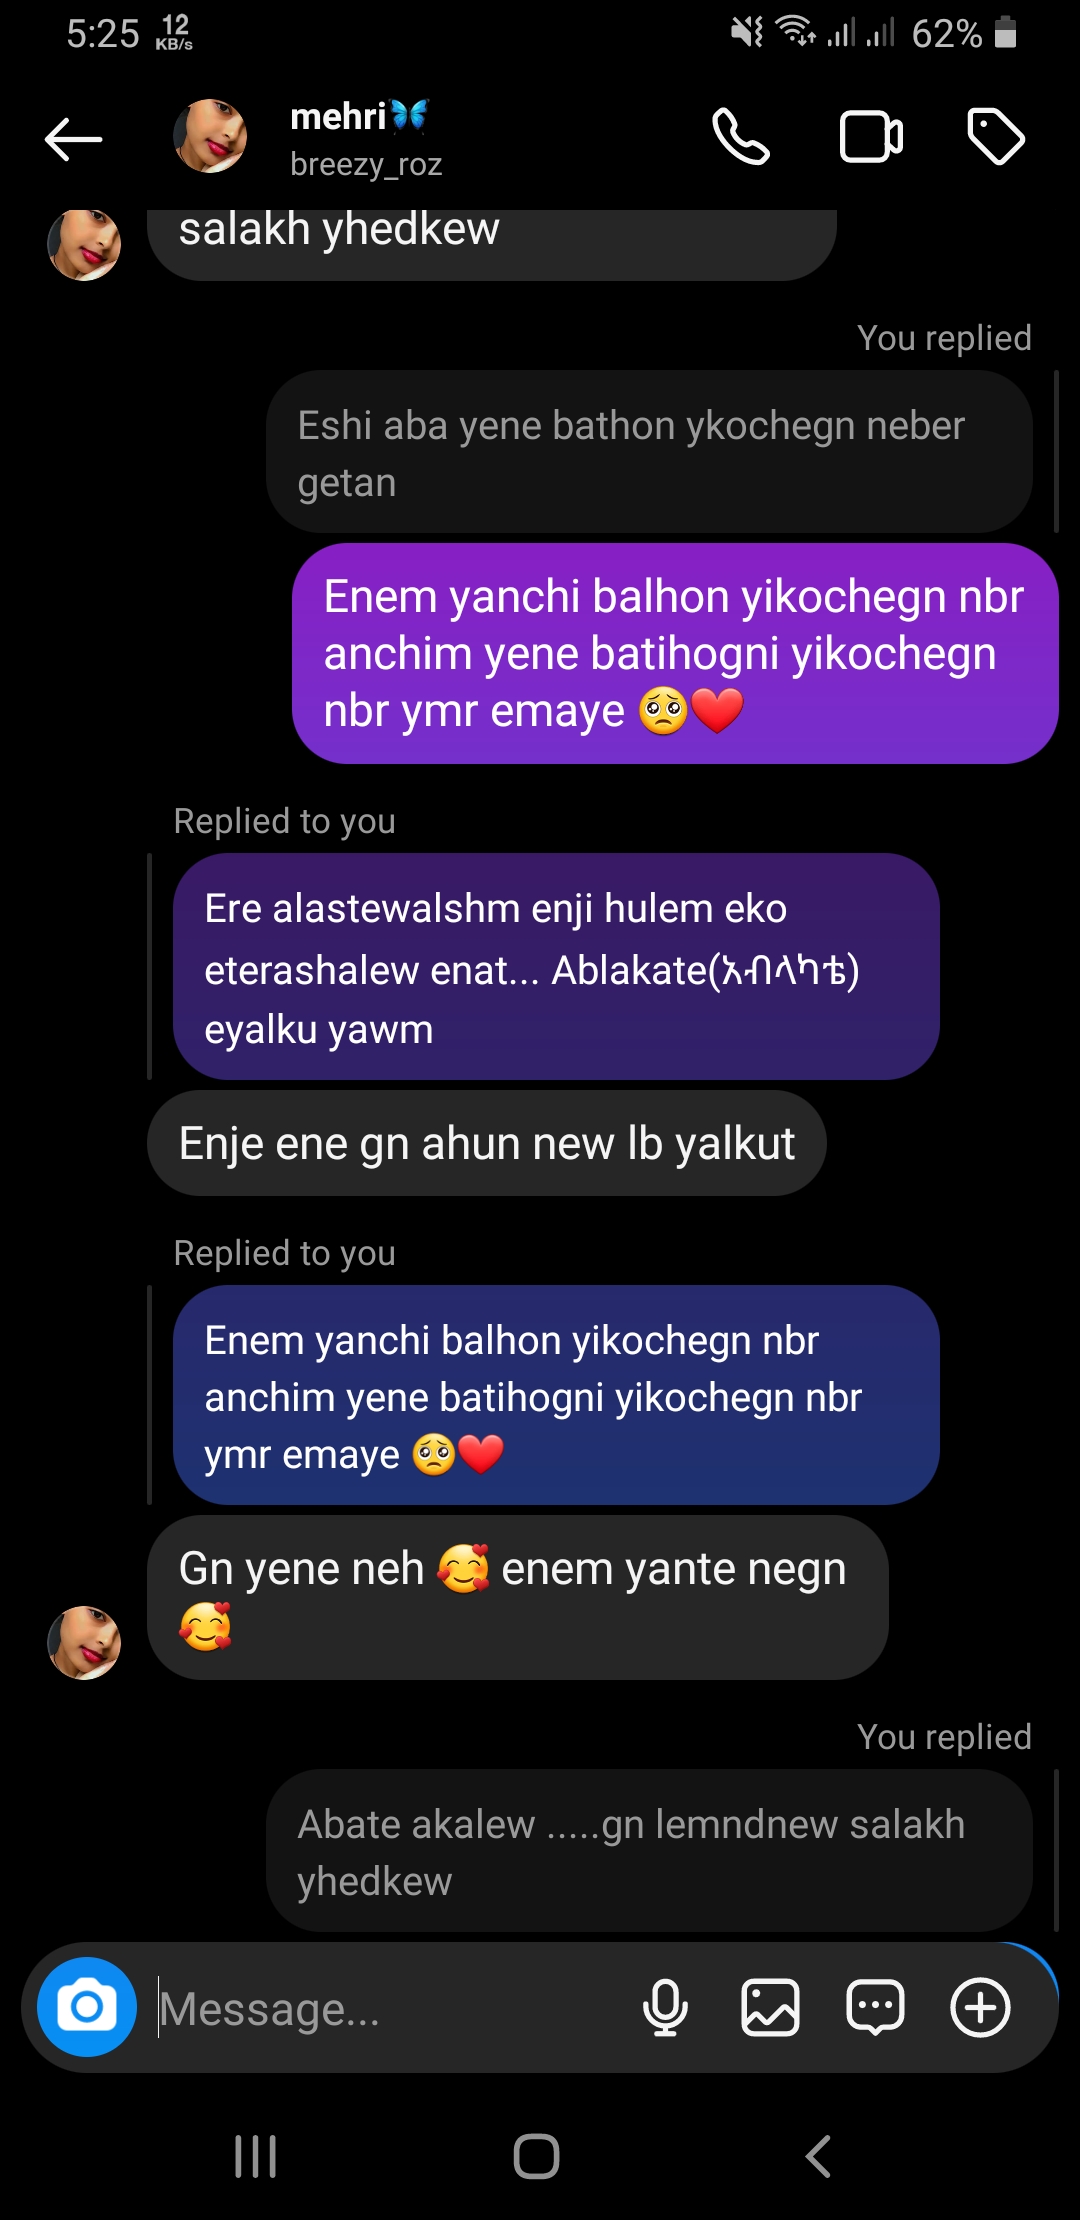 5:25 12 KB/s 62%
mehri🦋
breezy_roz
salakh yhedkew
You replied
Eshi aba yene bathon ykochegn neber
getan
Enem yanchi balhon yikochegn nbr
anchim yene batihogni yikochegn
nbr ymr emaye 🥺❤️
Replied to you
Ere alastewalshm enji hulem eko
eterashalew enat... Ablakate(አብላካቴ)
eyalku yawm
Enje ene gn ahun new lb yalkut
Replied to you
Enem yanchi balhon yikochegn nbr
anchim yene batihogni yikochegn nbr
ymr emaye 🥺❤️
Gn yene neh 🥰 enem yante negn
🥰
You replied
Abate akalew .....gn lemndnew salakh
yhedkew
Message...